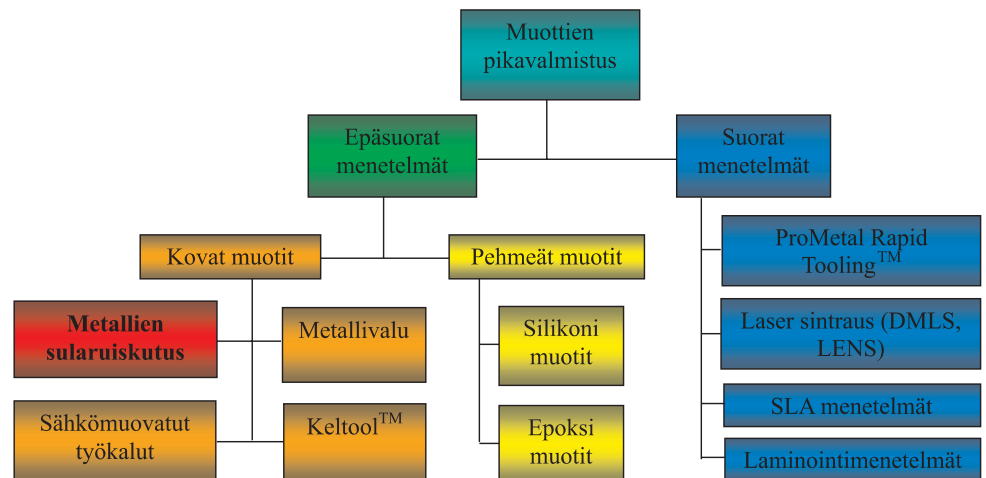 Muottien
pikavalmistus
Epäsuorat
menetelmät
Suorat
menetelmät
Kovat muotit
Pehmeät muotit
ProMetal Rapid
Tooling™
Metallien
sularuiskutus
Metallivalu
Silikoni
muotit
Laser sintraus (DMLS,
LENS)
Sähkömuovatut
työkalut
Keltool™
Epoksi
muotit
SLA menetelmät
Laminointimenetelmät